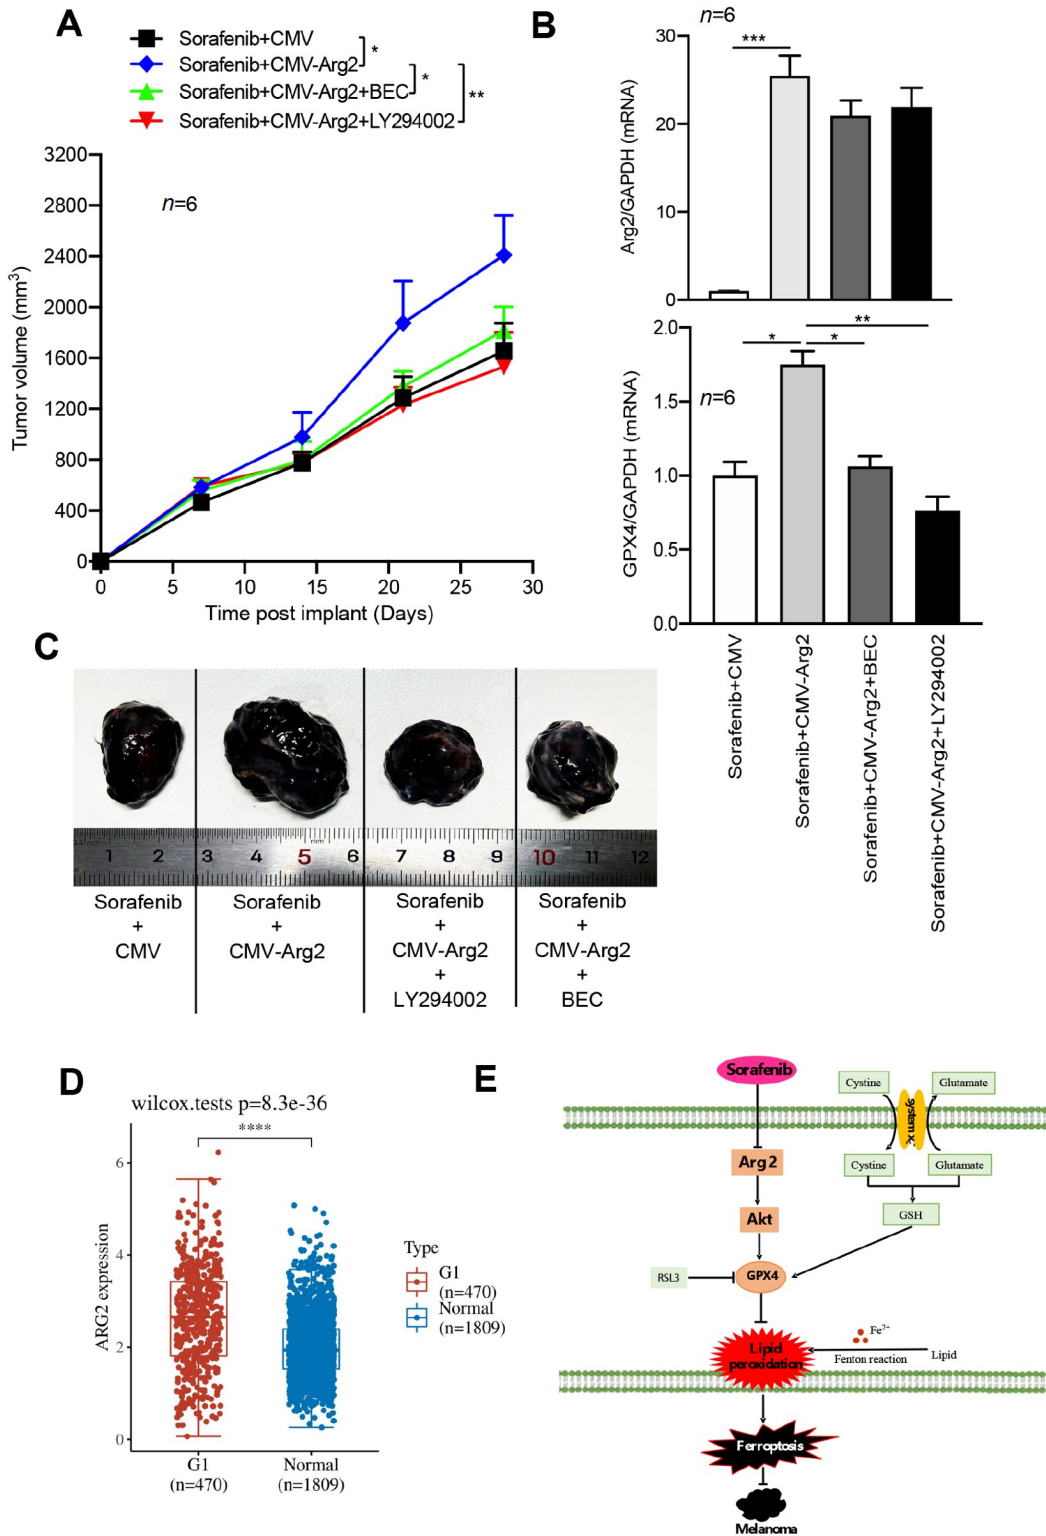 A
Sorafenib+CMV
Sorafenib+CMV-Arg2
Sorafenib+CMV-Arg2+BEC
Sorafenib+CMV-Arg2+LY294002
*
*
**
n=6
Tumor volume (mm3)
3200
2800
2400
2000
1600
1200
800
400
0
0 5 10 15 20 25 30
Time post implant (Days)
B
n=6
***
Arg2/GAPDH (mRNA)
30
20
10
0
**
* *
n=6
GPX4/GAPDH (mRNA)
2.0
1.5
1.0
0.5
0.0
Sorafenib+CMV
Sorafenib+CMV-Arg2
Sorafenib+CMV-Arg2+BEC
Sorafenib+CMV-Arg2+LY294002
C
mm
1 2 3 4 5 6 7 8 9 10 11 12
Sorafenib
+
CMV
Sorafenib
+
CMV-Arg2
Sorafenib
+
CMV-Arg2
+
LY294002
Sorafenib
+
CMV-Arg2
+
BEC
D
wilcox.tests p=8.3e-36
****
ARG2 expression
6
4
2
0
G1
(n=470)
Normal
(n=1809)
Type
G1
(n=470)
Normal
(n=1809)
E
Sorafenib
Cystine
Glutamate
system xc-
Arg2
Cystine
Glutamate
Akt
GSH
RSL3
GPX4
Lipid
peroxidation
Fe2+
Fenton reaction
Lipid
Ferroptosis
Melanoma